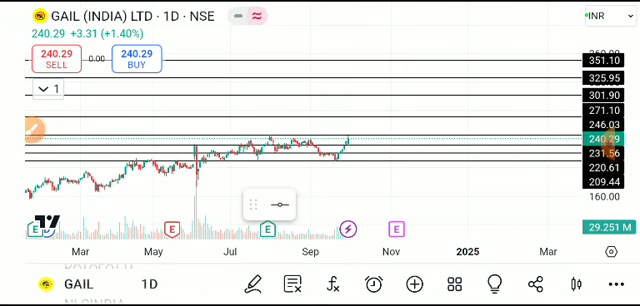 GAIL (INDIA) LTD · 1D · NSE
INR
240.29 +3.31 (+1.40%)
240.29
SELL
0.00
240.29
BUY
1
351.10
325.95
301.90
271.10
246.03
240.29
231.56
220.61
209.44
160.00
29.251 M
E
E
E
E
Mar
May
Jul
Sep
Nov
2025
Mar
GAIL
1D